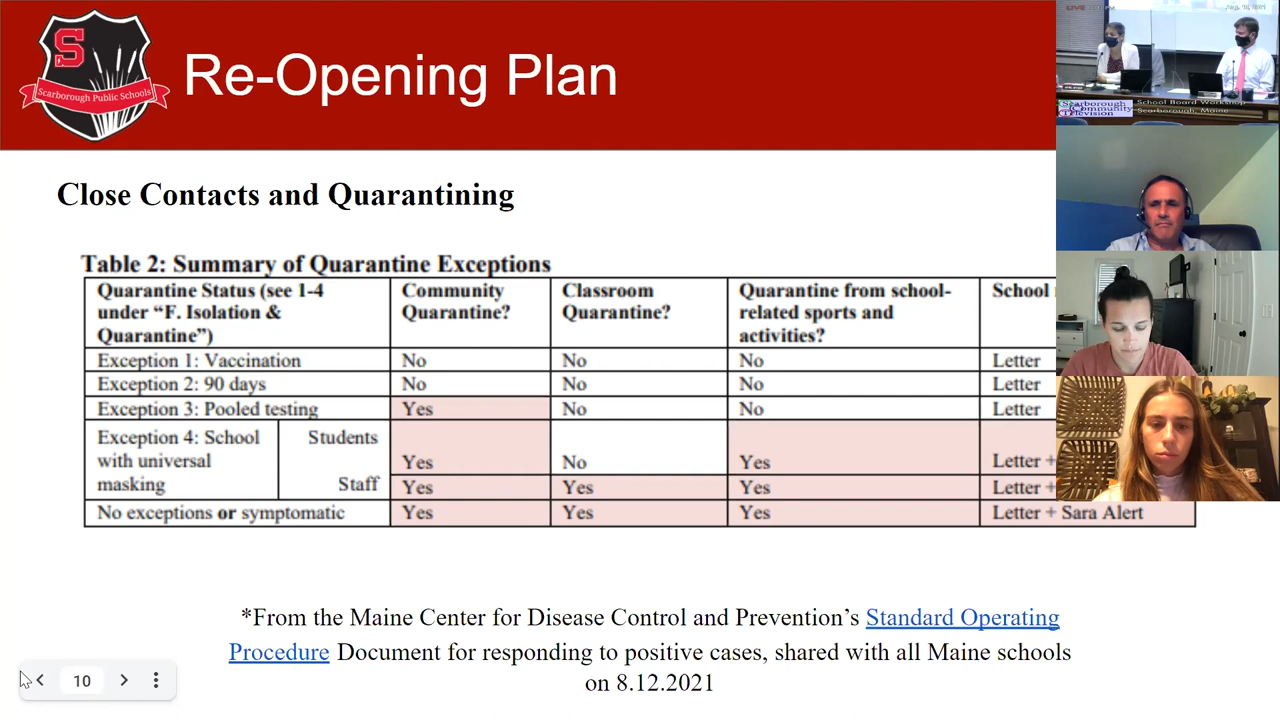 S
Scarborough Public Schools
Re-Opening Plan
LIVE
School Board Workshop
Scarborough, Maine
Scarborough
Community
Television
Close Contacts and Quarantining
Table 2: Summary of Quarantine Exceptions
Quarantine Status (see 1-4 under “F. Isolation & Quarantine”) Community Quarantine? Classroom Quarantine? Quarantine from school-related sports and activities? School
Exception 1: Vaccination No No No Letter
Exception 2: 90 days No No No Letter
Exception 3: Pooled testing Yes No No Letter
Exception 4: School with universal masking Students Yes No Yes Letter +
Staff Yes Yes Yes Letter +
No exceptions or symptomatic Yes Yes Yes Letter + Sara Alert
*From the Maine Center for Disease Control and Prevention’s Standard Operating
Procedure Document for responding to positive cases, shared with all Maine schools
on 8.12.2021
10